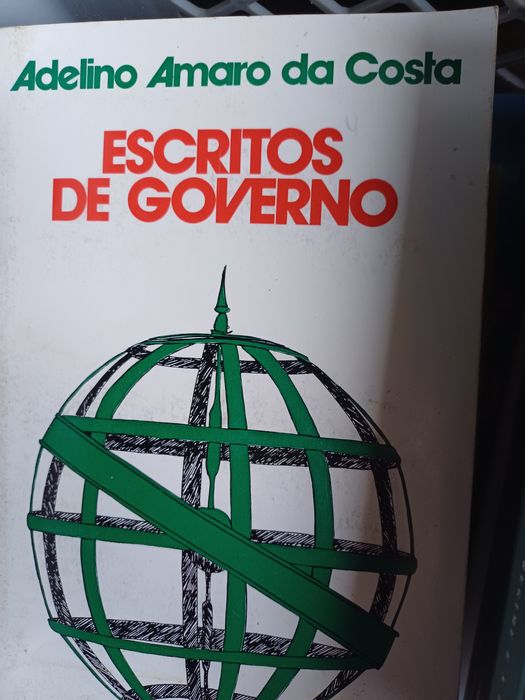 Adelino Amaro da Costa
ESCRITOS
DE GOVERNO